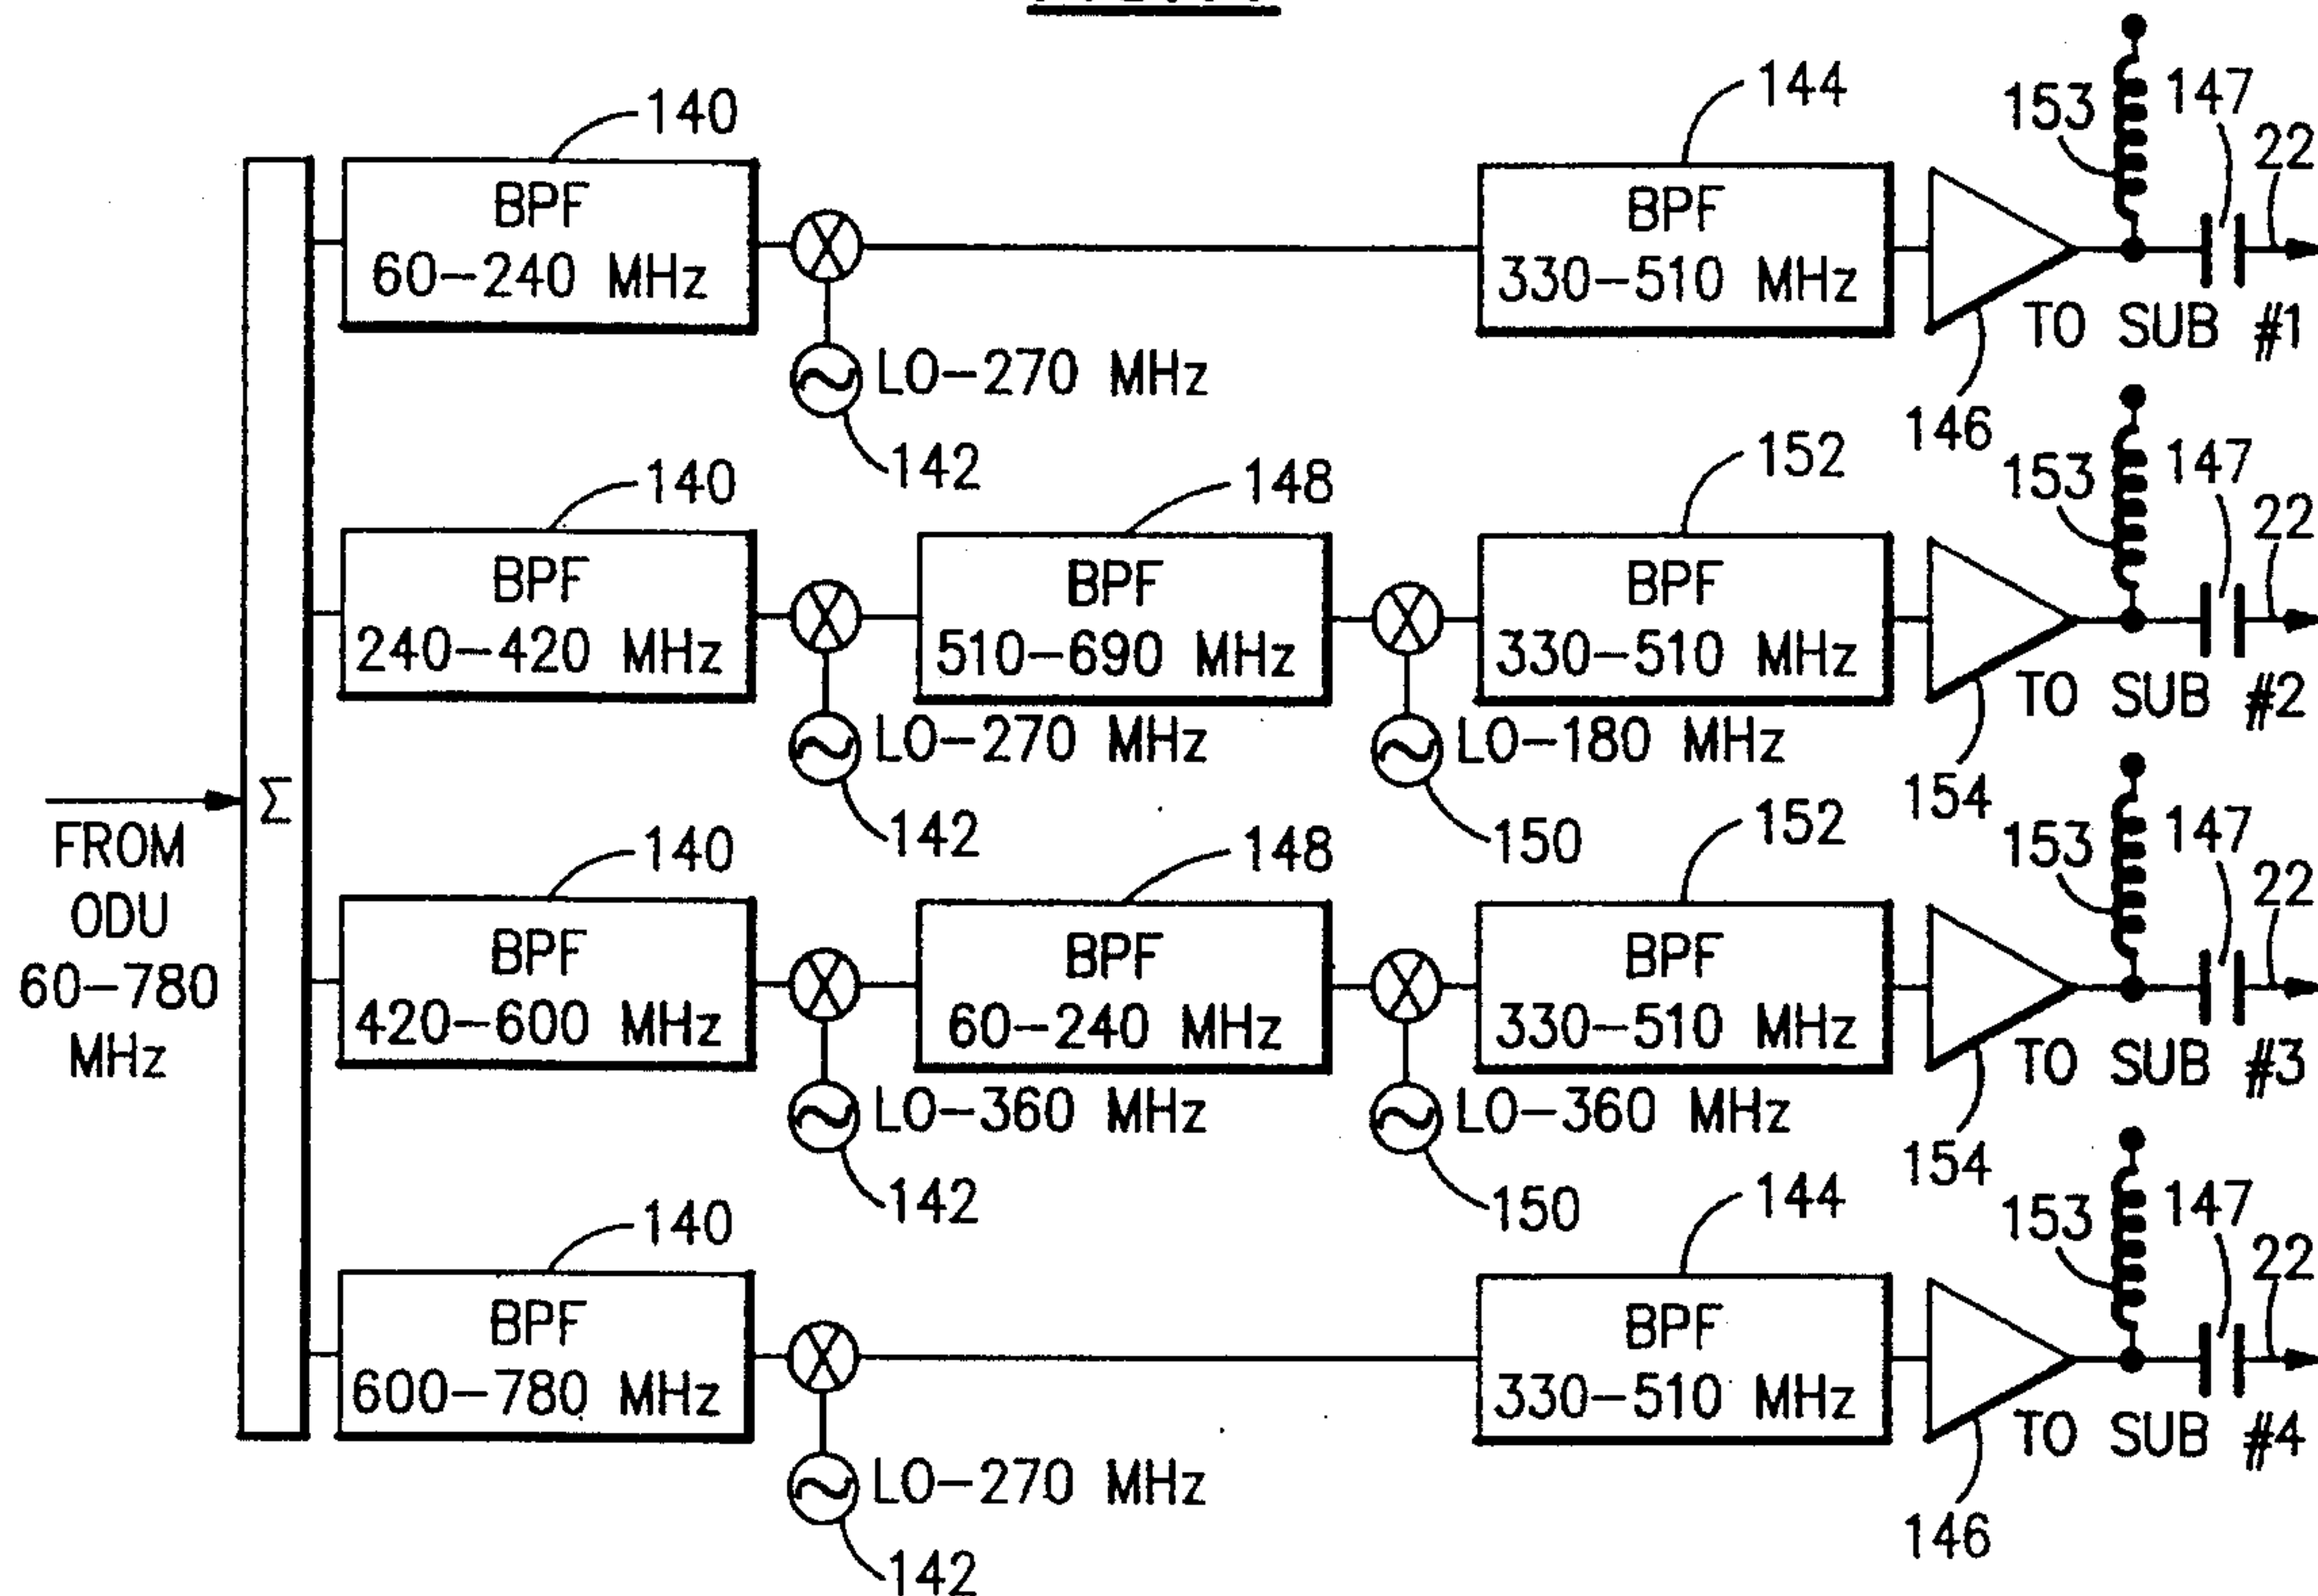 140
144
153
147
22
BPF
60-240 MHz
BPF
330-510 MHz
LO-270 MHz
142
146
TO SUB #1
140
148
152
153
147
22
BPF
240-420 MHz
BPF
510-690 MHz
BPF
330-510 MHz
LO-270 MHz
142
LO-180 MHz
150
154
TO SUB #2
Σ
FROM
ODU
60-780
MHz
140
148
152
153
147
22
BPF
420-600 MHz
BPF
60-240 MHz
BPF
330-510 MHz
LO-360 MHz
142
LO-360 MHz
150
154
TO SUB #3
140
144
153
147
22
BPF
600-780 MHz
BPF
330-510 MHz
LO-270 MHz
142
146
TO SUB #4